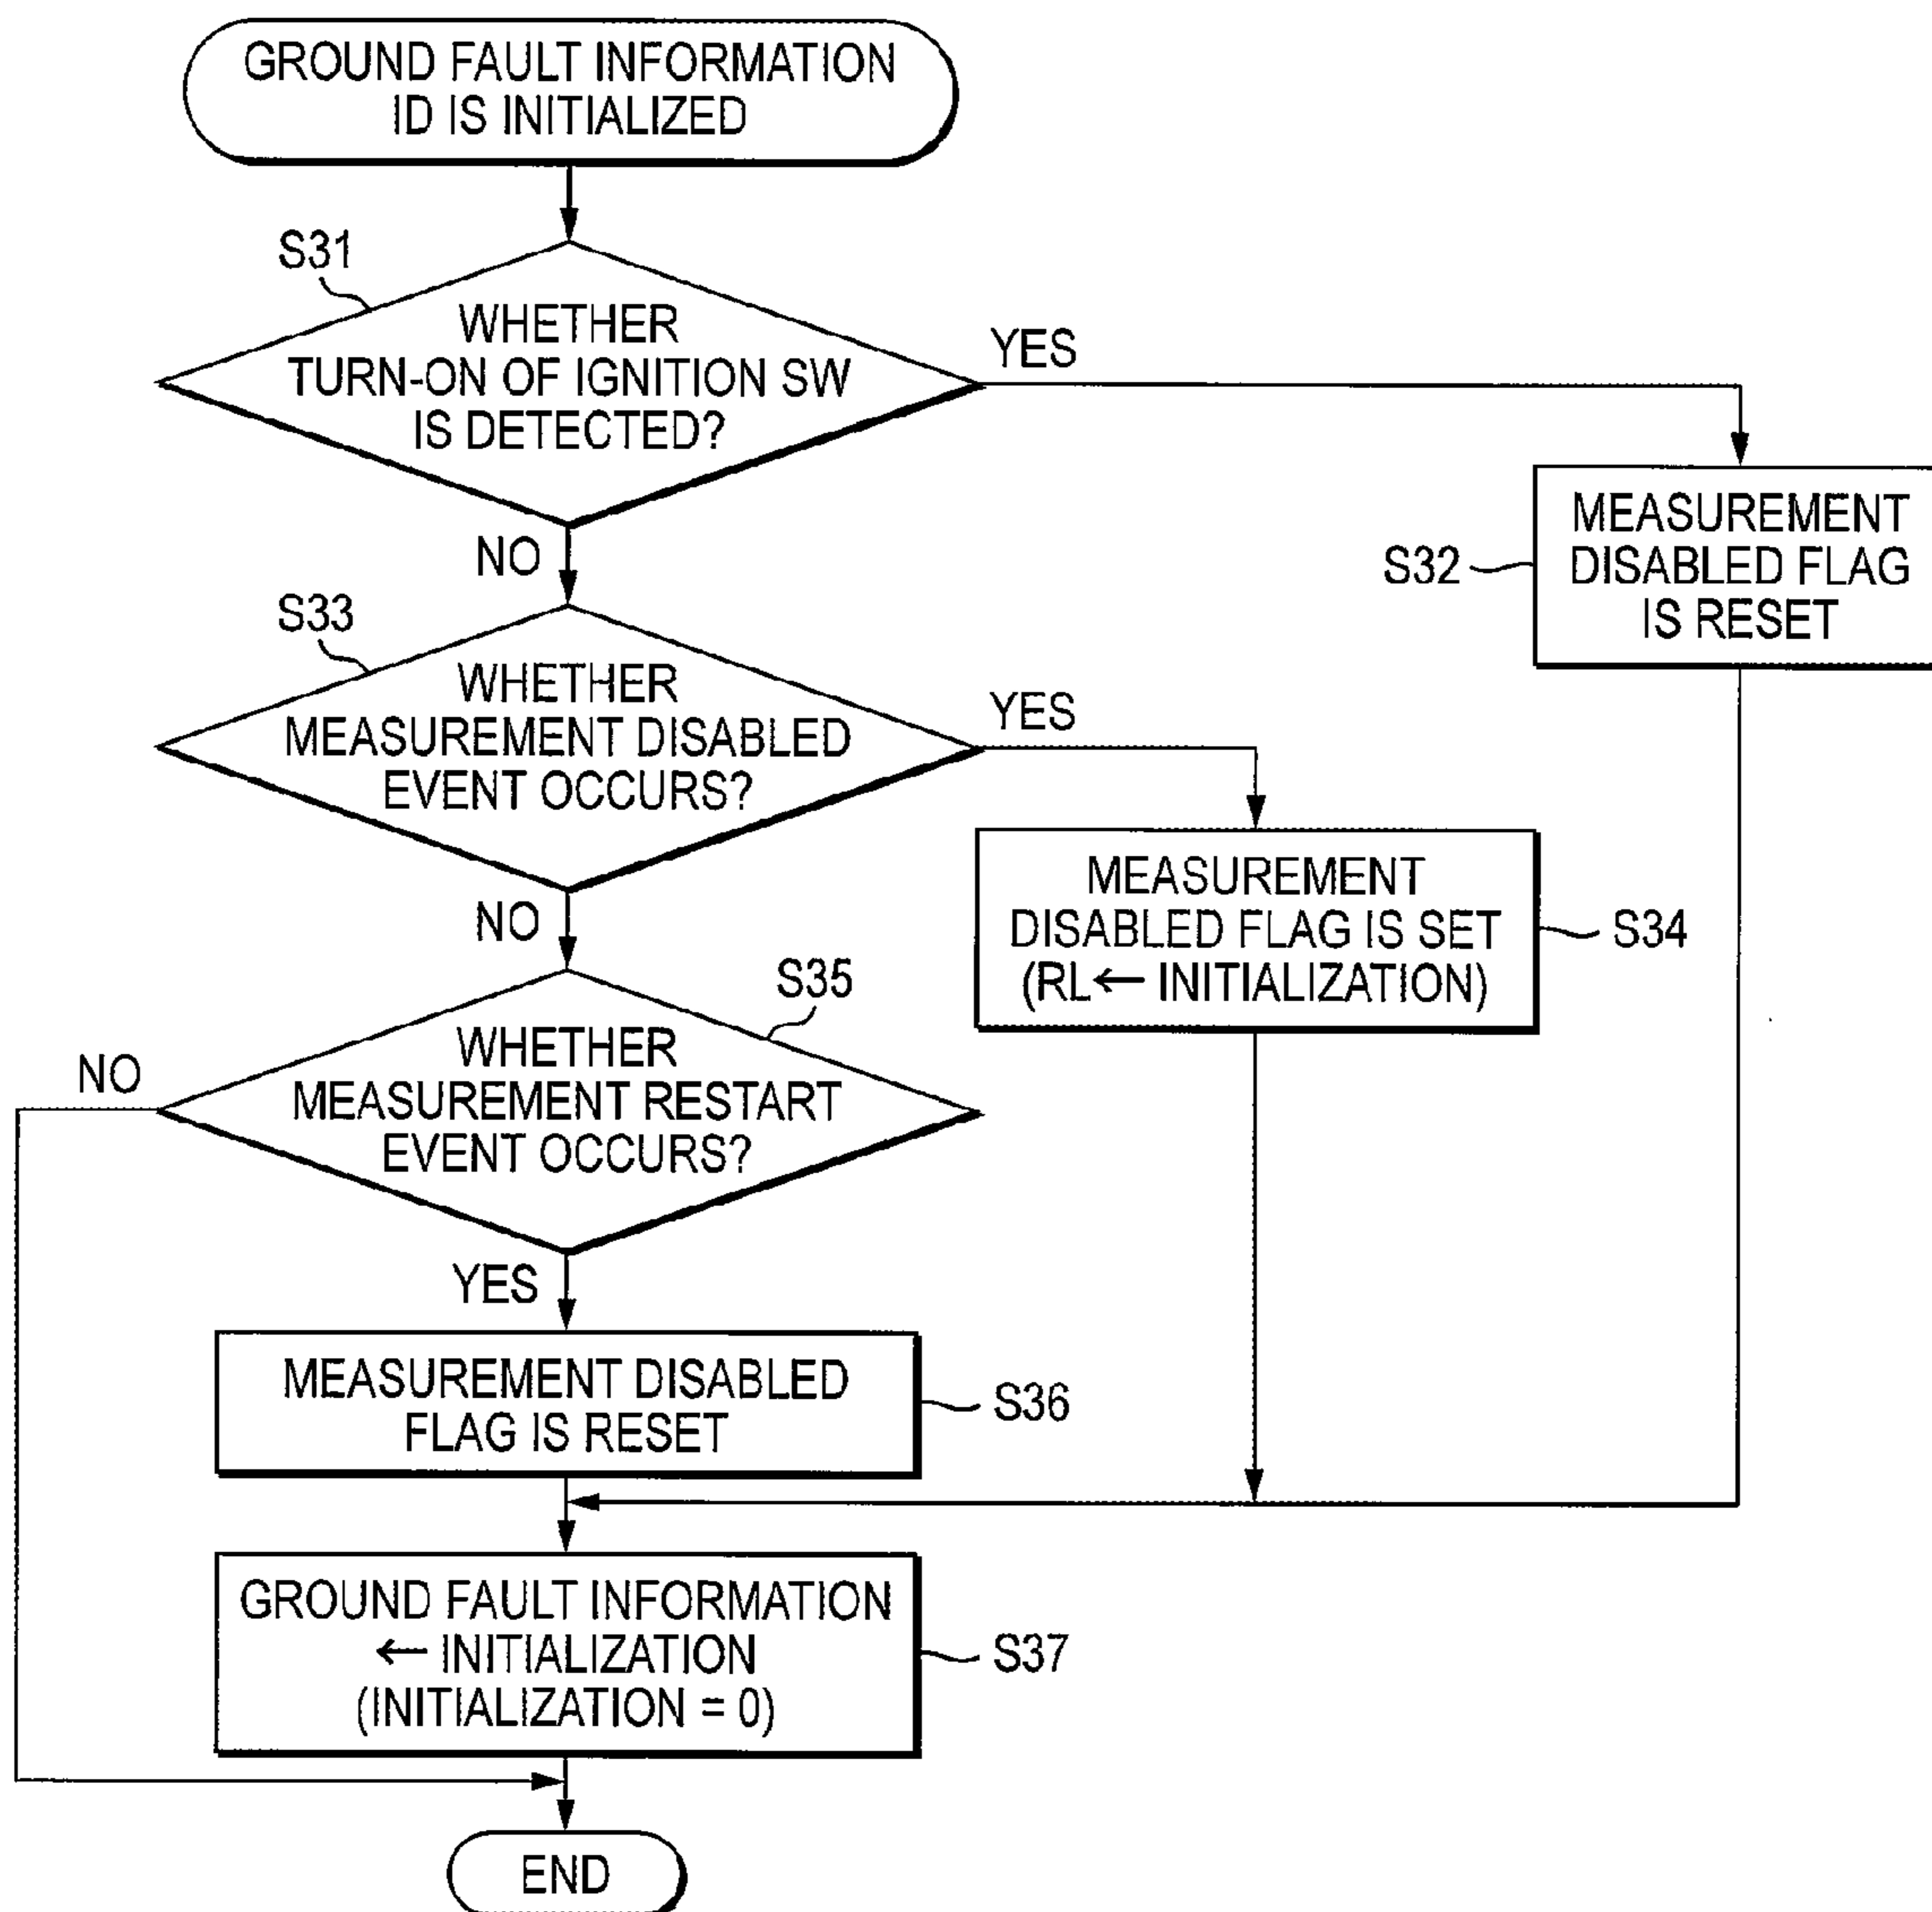 GROUND FAULT INFORMATION
ID IS INITIALIZED
S31
WHETHER
TURN-ON OF IGNITION SW
IS DETECTED?
YES
NO
S32
MEASUREMENT
DISABLED FLAG
IS RESET
S33
WHETHER
MEASUREMENT DISABLED
EVENT OCCURS?
YES
NO
MEASUREMENT
DISABLED FLAG IS SET
(RL← INITIALIZATION)
S34
S35
WHETHER
MEASUREMENT RESTART
EVENT OCCURS?
NO
YES
MEASUREMENT DISABLED
FLAG IS RESET
S36
GROUND FAULT INFORMATION
← INITIALIZATION
(INITIALIZATION = 0)
S37
END